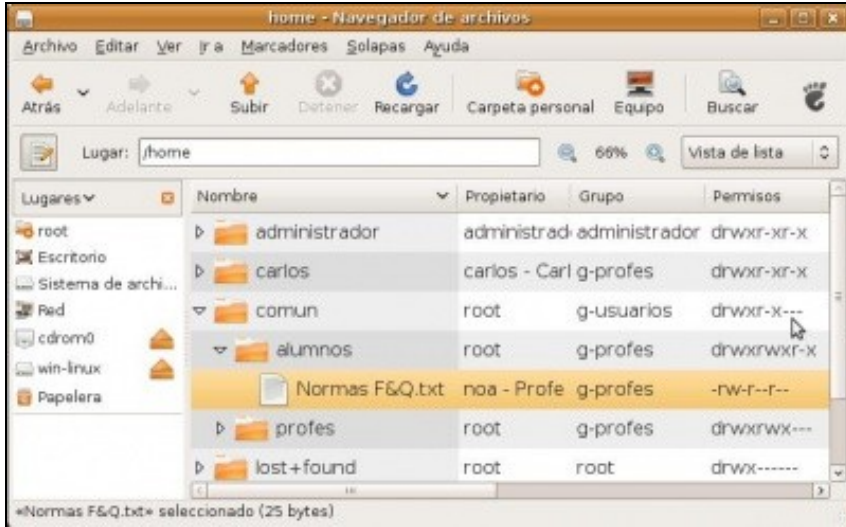 home - Navegador de archivos
Archivo Editar Ver Ir a Marcadores Solapas Ayuda
Atrás Adelante Subir Detener Recargar Carpeta personal Equipo Buscar
Lugar: /home 66% Vista de lista
Lugares Nombre Propietario Grupo Permisos
root administrador administrad administrador drwxr-xr-x
Escritorio
Sistema de archi... carlos carlos - Carl g-profes drwxr-xr-x
Red comun root g-usuarios drwxr-x---
cdrom0 alumnos root g-profes drwxrwxr-x
win-linux
Papelera Normas F&Q.txt noa - Profe g-profes -rw-r--r--
profes root g-profes drwxrwx---
lost+found root root drwx------
«Normas F&Q.txt» seleccionado (25 bytes)